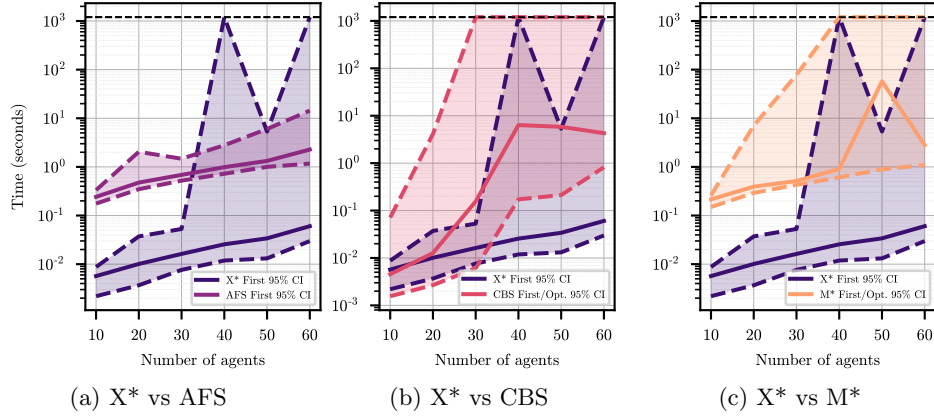 10³
10²
10¹
10⁰
10⁻¹
10⁻²
Time (seconds)
X* First 95% CI
AFS First 95% CI
10 20 30 40 50 60
Number of agents
(a) X* vs AFS
10³
10²
10¹
10⁰
10⁻¹
10⁻²
10⁻³
X* First 95% CI
CBS First/Opt. 95% CI
10 20 30 40 50 60
Number of agents
(b) X* vs CBS
10³
10²
10¹
10⁰
10⁻¹
10⁻²
X* First 95% CI
M* First/Opt. 95% CI
10 20 30 40 50 60
Number of agents
(c) X* vs M*